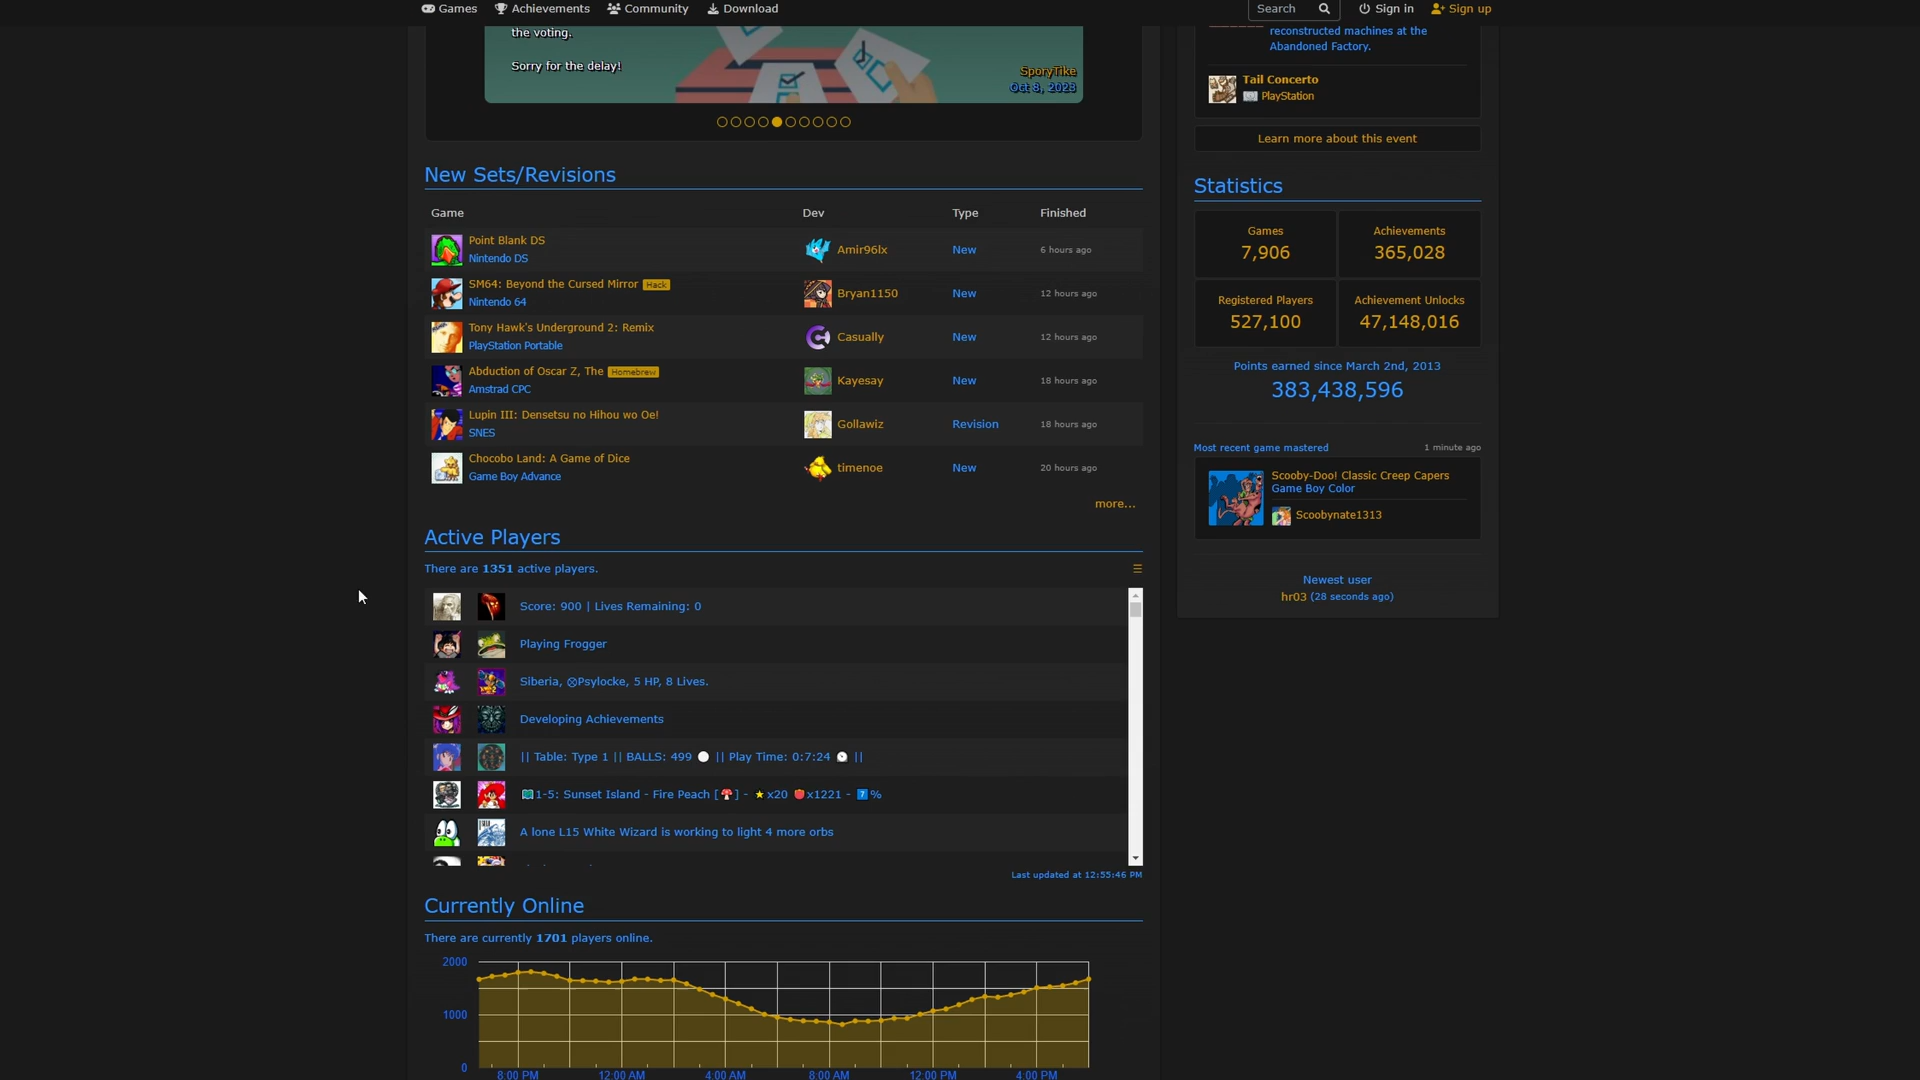 Games Achievements Community Download Search Sign in Sign up
the voting.
Sorry for the delay!
SporyTike
Oct 8, 2023
reconstructed machines at the
Abandoned Factory.
Tail Concerto
PlayStation
Learn more about this event
New Sets/Revisions
Game Dev Type Finished
Point Blank DS
Nintendo DS
Amir96lx New 6 hours ago
SM64: Beyond the Cursed Mirror Hack
Nintendo 64
Bryan1150 New 12 hours ago
Tony Hawk's Underground 2: Remix
PlayStation Portable
Casually New 12 hours ago
Abduction of Oscar Z, The Homebrew
Amstrad CPC
Kayesay New 18 hours ago
Lupin III: Densetsu no Hihou wo Oe!
SNES
Gollawiz Revision 18 hours ago
Chocobo Land: A Game of Dice
Game Boy Advance
timenoe New 20 hours ago
more...
Statistics
Games
7,906
Achievements
365,028
Registered Players
527,100
Achievement Unlocks
47,148,016
Points earned since March 2nd, 2013
383,438,596
Most recent game mastered 1 minute ago
Scooby-Doo! Classic Creep Capers
Game Boy Color
Scoobynate1313
Newest user
hr03 (28 seconds ago)
Active Players
There are 1351 active players.
Score: 900 | Lives Remaining: 0
Playing Frogger
Siberia, ⊗Psylocke, 5 HP, 8 Lives.
Developing Achievements
|| Table: Type 1 || BALLS: 499 ⚪ || Play Time: 0:7:24 🕑 ||
🗺1-5: Sunset Island - Fire Peach [🍄] - ⭐x20 🍑x1221 - 7%
A lone L15 White Wizard is working to light 4 more orbs
Last updated at 12:55:46 PM
Currently Online
There are currently 1701 players online.
2000
1000
0
8:00 PM 12:00 AM 4:00 AM 8:00 AM 12:00 PM 4:00 PM